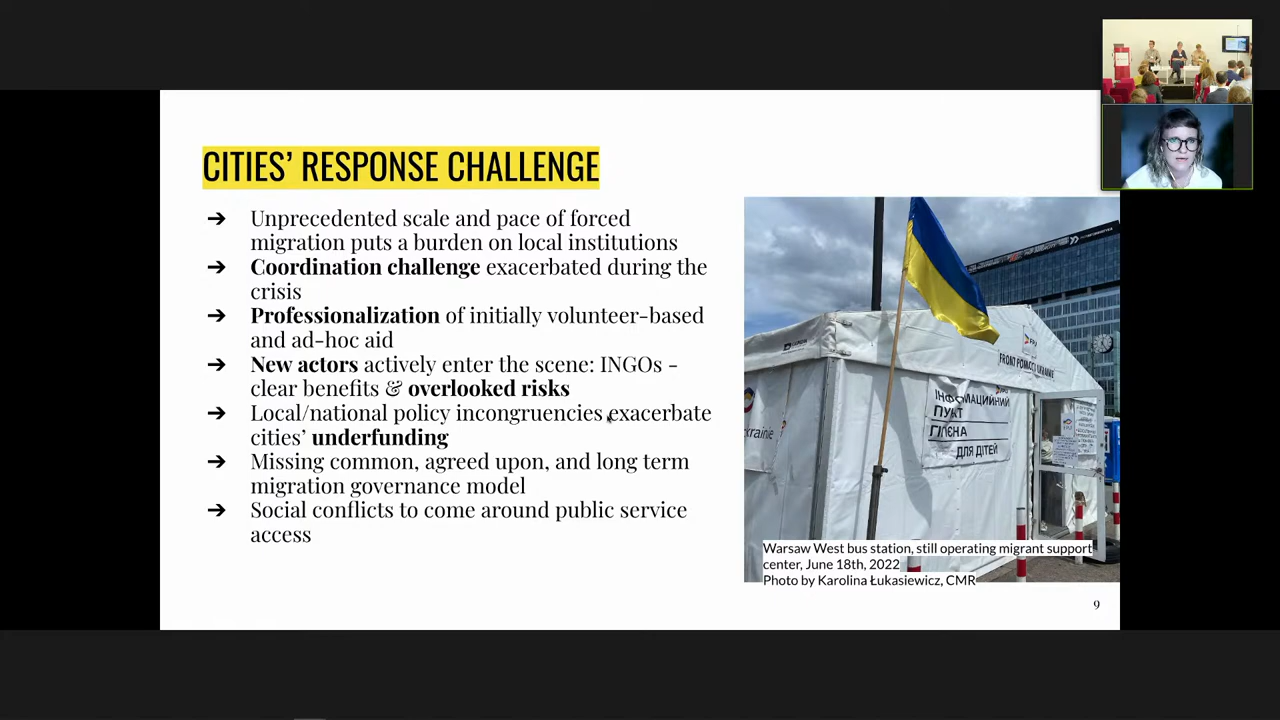 CITIES’ RESPONSE CHALLENGE
➔ Unprecedented scale and pace of forced
migration puts a burden on local institutions
➔ Coordination challenge exacerbated during the
crisis
➔ Professionalization of initially volunteer-based
and ad-hoc aid
➔ New actors actively enter the scene: INGOs -
clear benefits & overlooked risks
➔ Local/national policy incongruencies exacerbate
cities’ underfunding
➔ Missing common, agreed upon, and long term
migration governance model
➔ Social conflicts to come around public service
access
FRONT POMOCY UKRAINIE
ІНФОРМАЦІЙНИЙ
ПУНКТ
ГІГІЄНА
ДЛЯ ДІТЕЙ
Warsaw West bus station, still operating migrant support
center, June 18th, 2022
Photo by Karolina Łukasiewicz, CMR
9